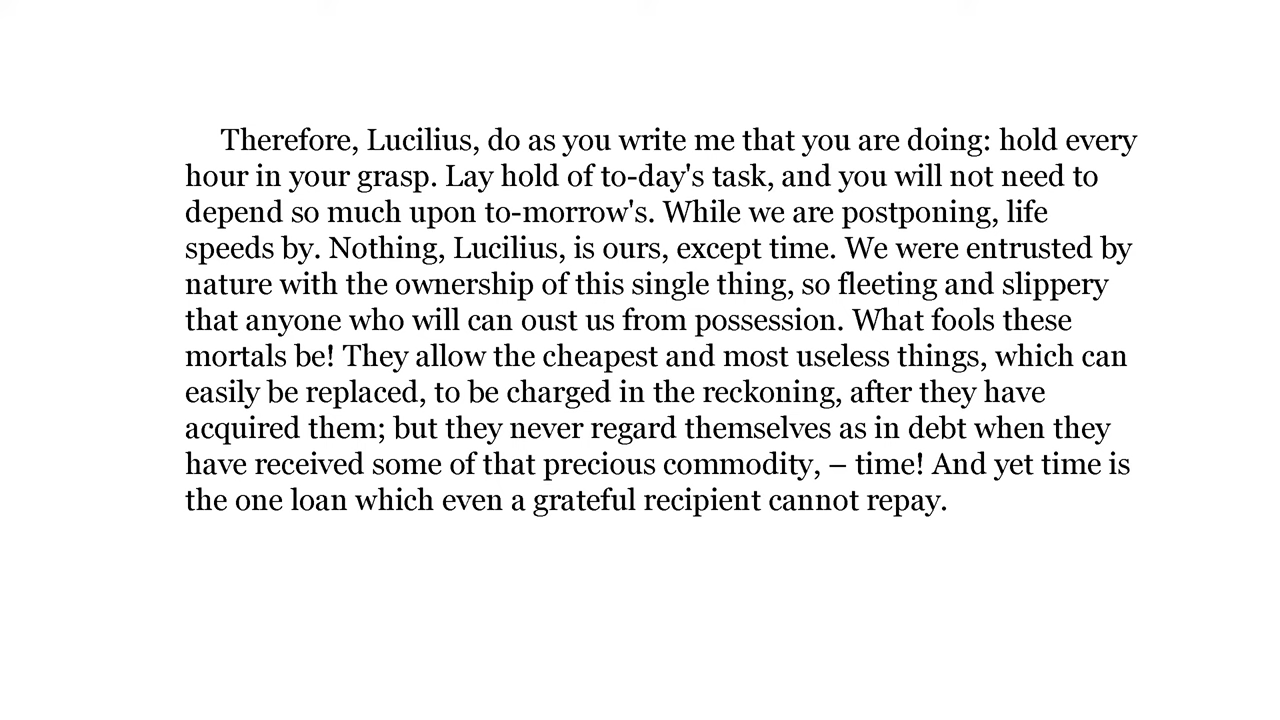 Therefore, Lucilius, do as you write me that you are doing: hold every
hour in your grasp. Lay hold of to-day's task, and you will not need to
depend so much upon to-morrow's. While we are postponing, life
speeds by. Nothing, Lucilius, is ours, except time. We were entrusted by
nature with the ownership of this single thing, so fleeting and slippery
that anyone who will can oust us from possession. What fools these
mortals be! They allow the cheapest and most useless things, which can
easily be replaced, to be charged in the reckoning, after they have
acquired them; but they never regard themselves as in debt when they
have received some of that precious commodity, – time! And yet time is
the one loan which even a grateful recipient cannot repay.